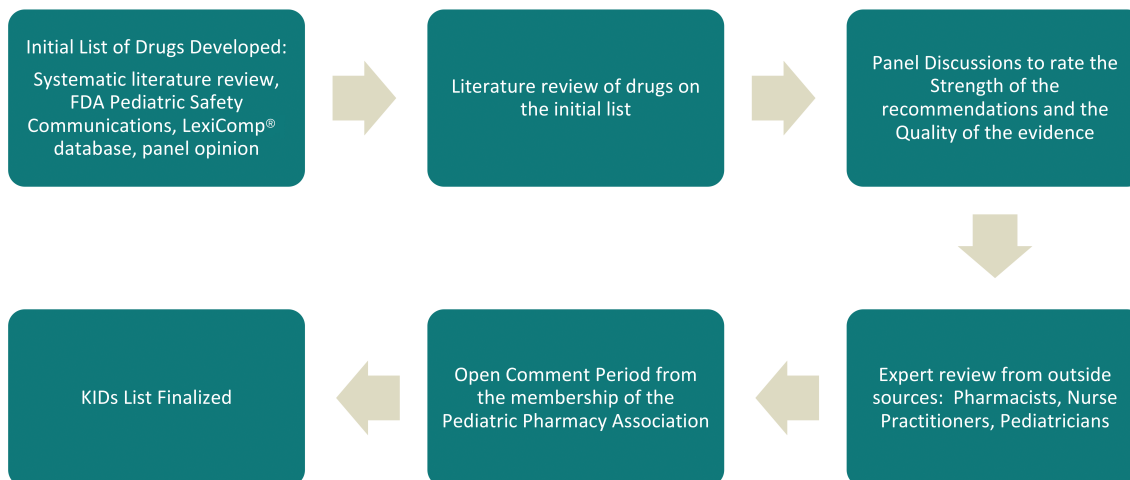 Initial List of Drugs Developed:
Systematic literature review,
FDA Pediatric Safety
Communications, LexiComp®
database, panel opinion
Literature review of drugs on
the initial list
Panel Discussions to rate the
Strength of the
recommendations and the
Quality of the evidence
Expert review from outside
sources: Pharmacists, Nurse
Practitioners, Pediatricians
Open Comment Period from
the membership of the
Pediatric Pharmacy Association
KIDs List Finalized